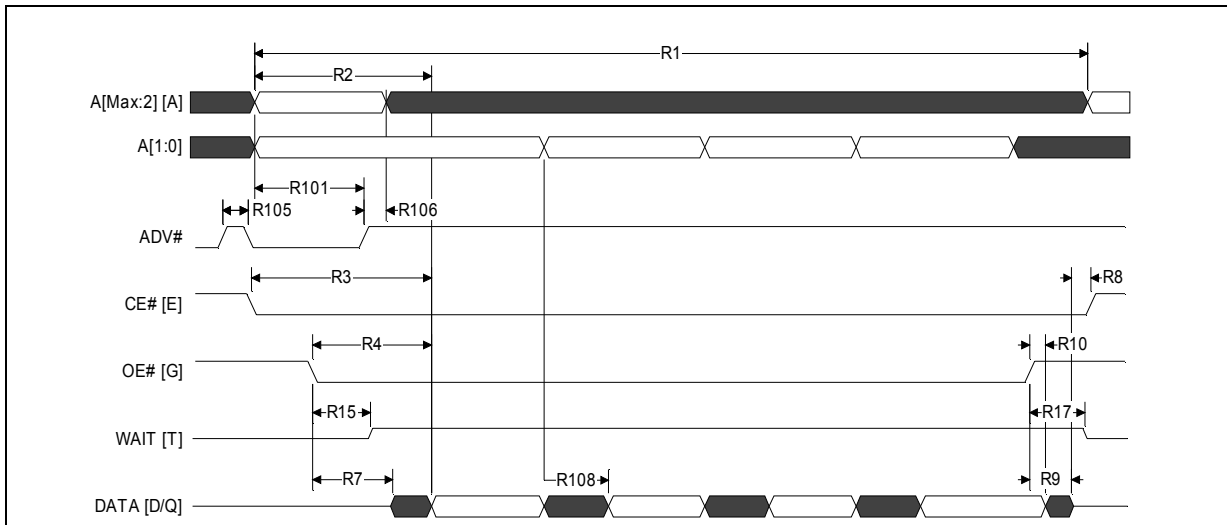 R1
R2
A[Max:2] [A]
A[1:0]
R101
R105
R106
ADV#
R3
R8
CE# [E]
R4
R10
OE# [G]
R15
R17
WAIT [T]
R7
R108
R9
DATA [D/Q]